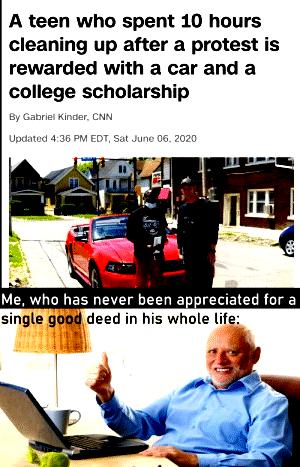 A teen who spent 10 hours
cleaning up after a protest is
rewarded with a car and a
college scholarship
By Gabriel Kinder, CNN
Updated 4:36 PM EDT, Sat June 06, 2020
Me, who has never been appreciated for a
single good deed in his whole life: